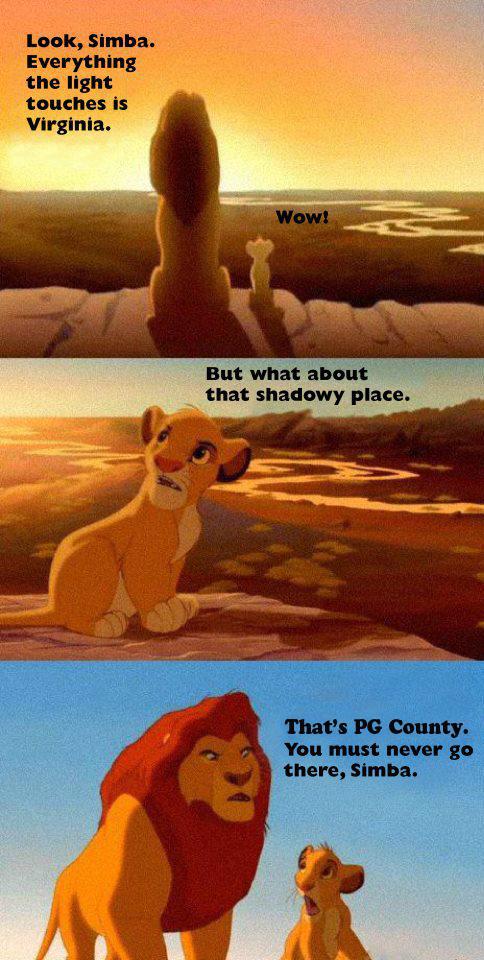 Look, Simba.
Everything
the light
touches is
Virginia.
Wow!
But what about
that shadowy place.
That's PG County.
You must never go
there, Simba.